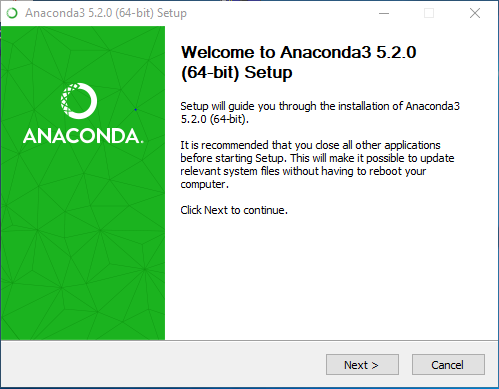 Anaconda3 5.2.0 (64-bit) Setup
Welcome to Anaconda3 5.2.0
(64-bit) Setup
ANACONDA.
Setup will guide you through the installation of Anaconda3
5.2.0 (64-bit).
It is recommended that you close all other applications
before starting Setup. This will make it possible to update
relevant system files without having to reboot your
computer.
Click Next to continue.
Next >
Cancel